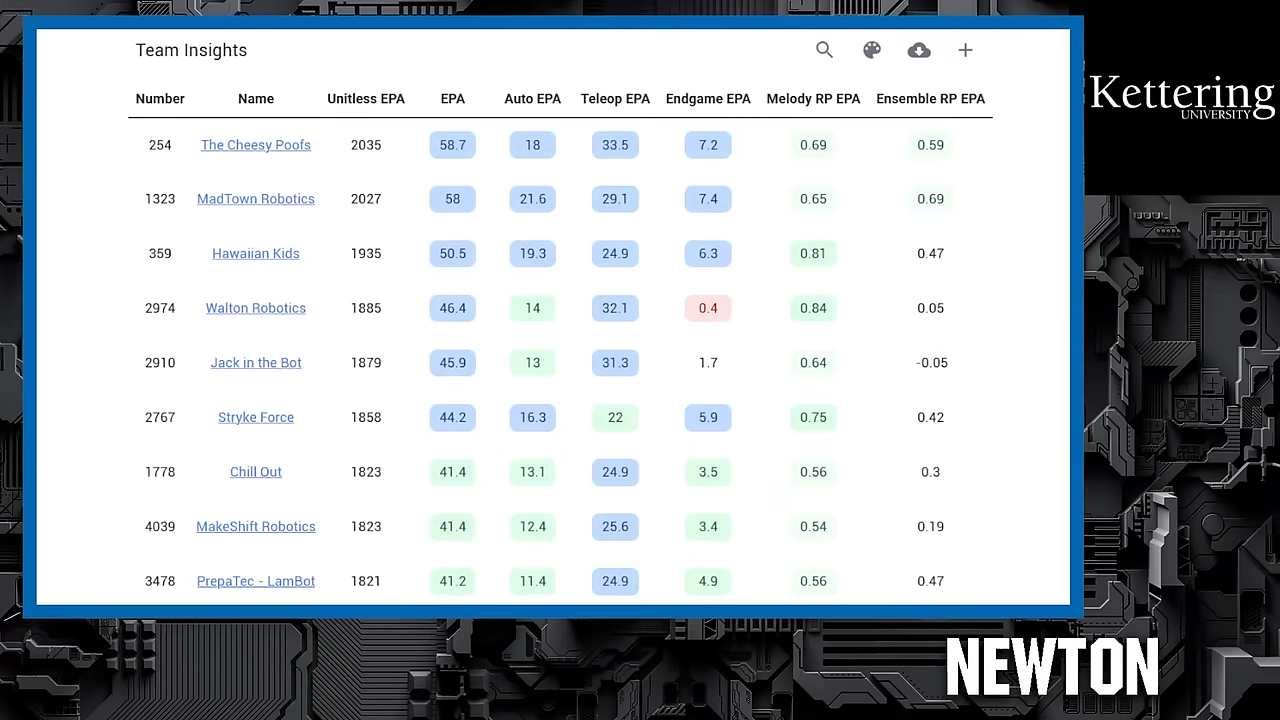 Team Insights
Number Name Unitless EPA EPA Auto EPA Teleop EPA Endgame EPA Melody RP EPA Ensemble RP EPA
254 The Cheesy Poofs 2035 58.7 18 33.5 7.2 0.69 0.59
1323 MadTown Robotics 2027 58 21.6 29.1 7.4 0.65 0.69
359 Hawaiian Kids 1935 50.5 19.3 24.9 6.3 0.81 0.47
2974 Walton Robotics 1885 46.4 14 32.1 0.4 0.84 0.05
2910 Jack in the Bot 1879 45.9 13 31.3 1.7 0.64 -0.05
2767 Stryke Force 1858 44.2 16.3 22 5.9 0.75 0.42
1778 Chill Out 1823 41.4 13.1 24.9 3.5 0.56 0.3
4039 MakeShift Robotics 1823 41.4 12.4 25.6 3.4 0.54 0.19
3478 PrepaTec - LamBot 1821 41.2 11.4 24.9 4.9 0.56 0.47
Kettering
UNIVERSITY
NEWTON